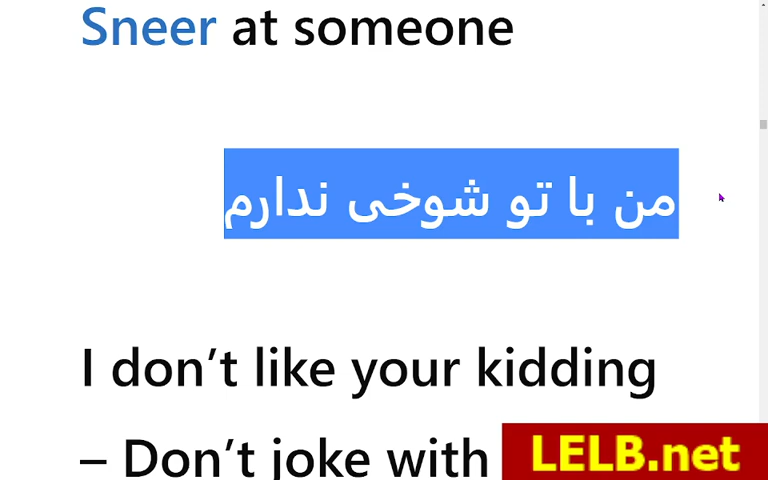 Sneer at someone
من با تو شوخی ندارم
I don’t like your kidding
– Don’t joke with
LELB.net